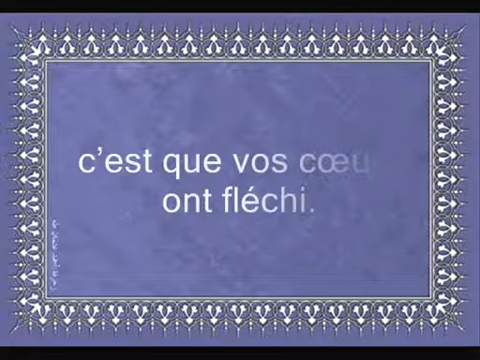 c’est que vos cœu
ont fléchi.